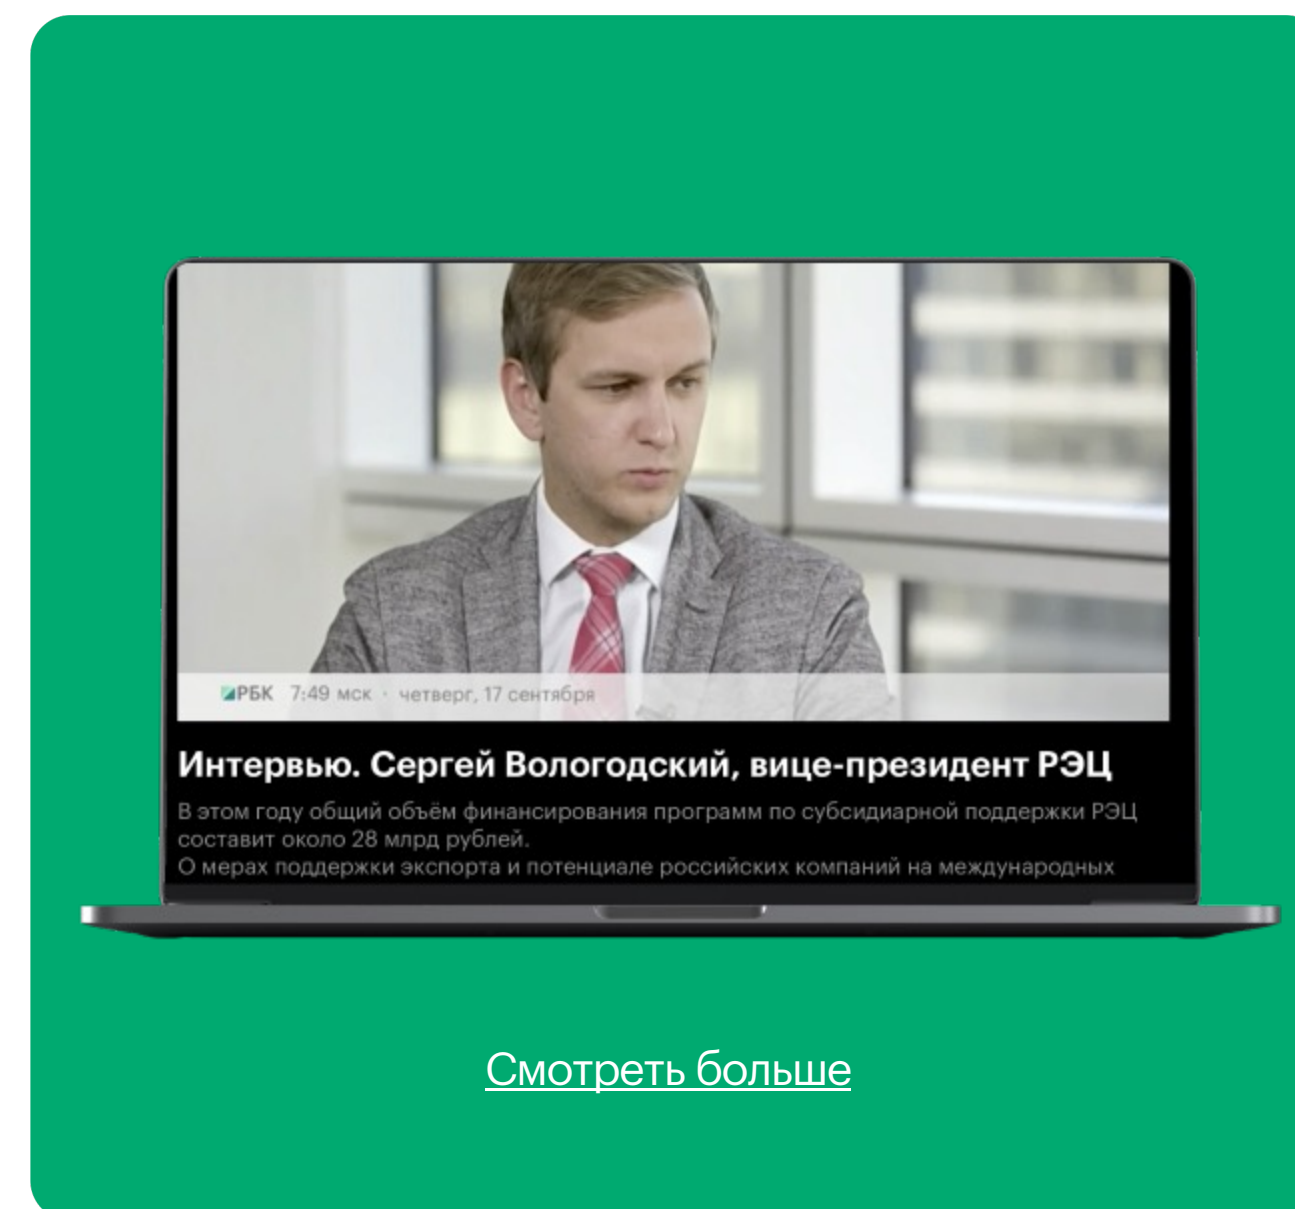 РБК 7:49 мск · четверг, 17 сентября
Интервью. Сергей Вологодский, вице-президент РЭЦ
В этом году общий объём финансирования программ по субсидиарной поддержки РЭЦ
составит около 28 млрд рублей.
О мерах поддержки экспорта и потенциале российских компаний на международных
Смотреть больше